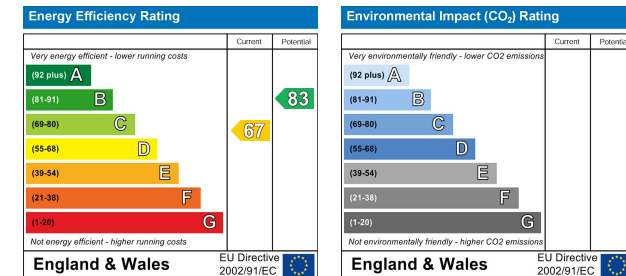 Energy Efficiency Rating
Current Potential
Very energy efficient - lower running costs
(92 plus) A
(81-91) B
83
(69-80) C
67
(55-68) D
(39-54) E
(21-38) F
(1-20) G
Not energy efficient - higher running costs
England & Wales
EU Directive
2002/91/EC
Environmental Impact (CO₂) Rating
Current Potential
Very environmentally friendly - lower CO2 emissions
(92 plus) A
(81-91) B
(69-80) C
(55-68) D
(39-54) E
(21-38) F
(1-20) G
Not environmentally friendly - higher CO2 emissions
England & Wales
EU Directive
2002/91/EC